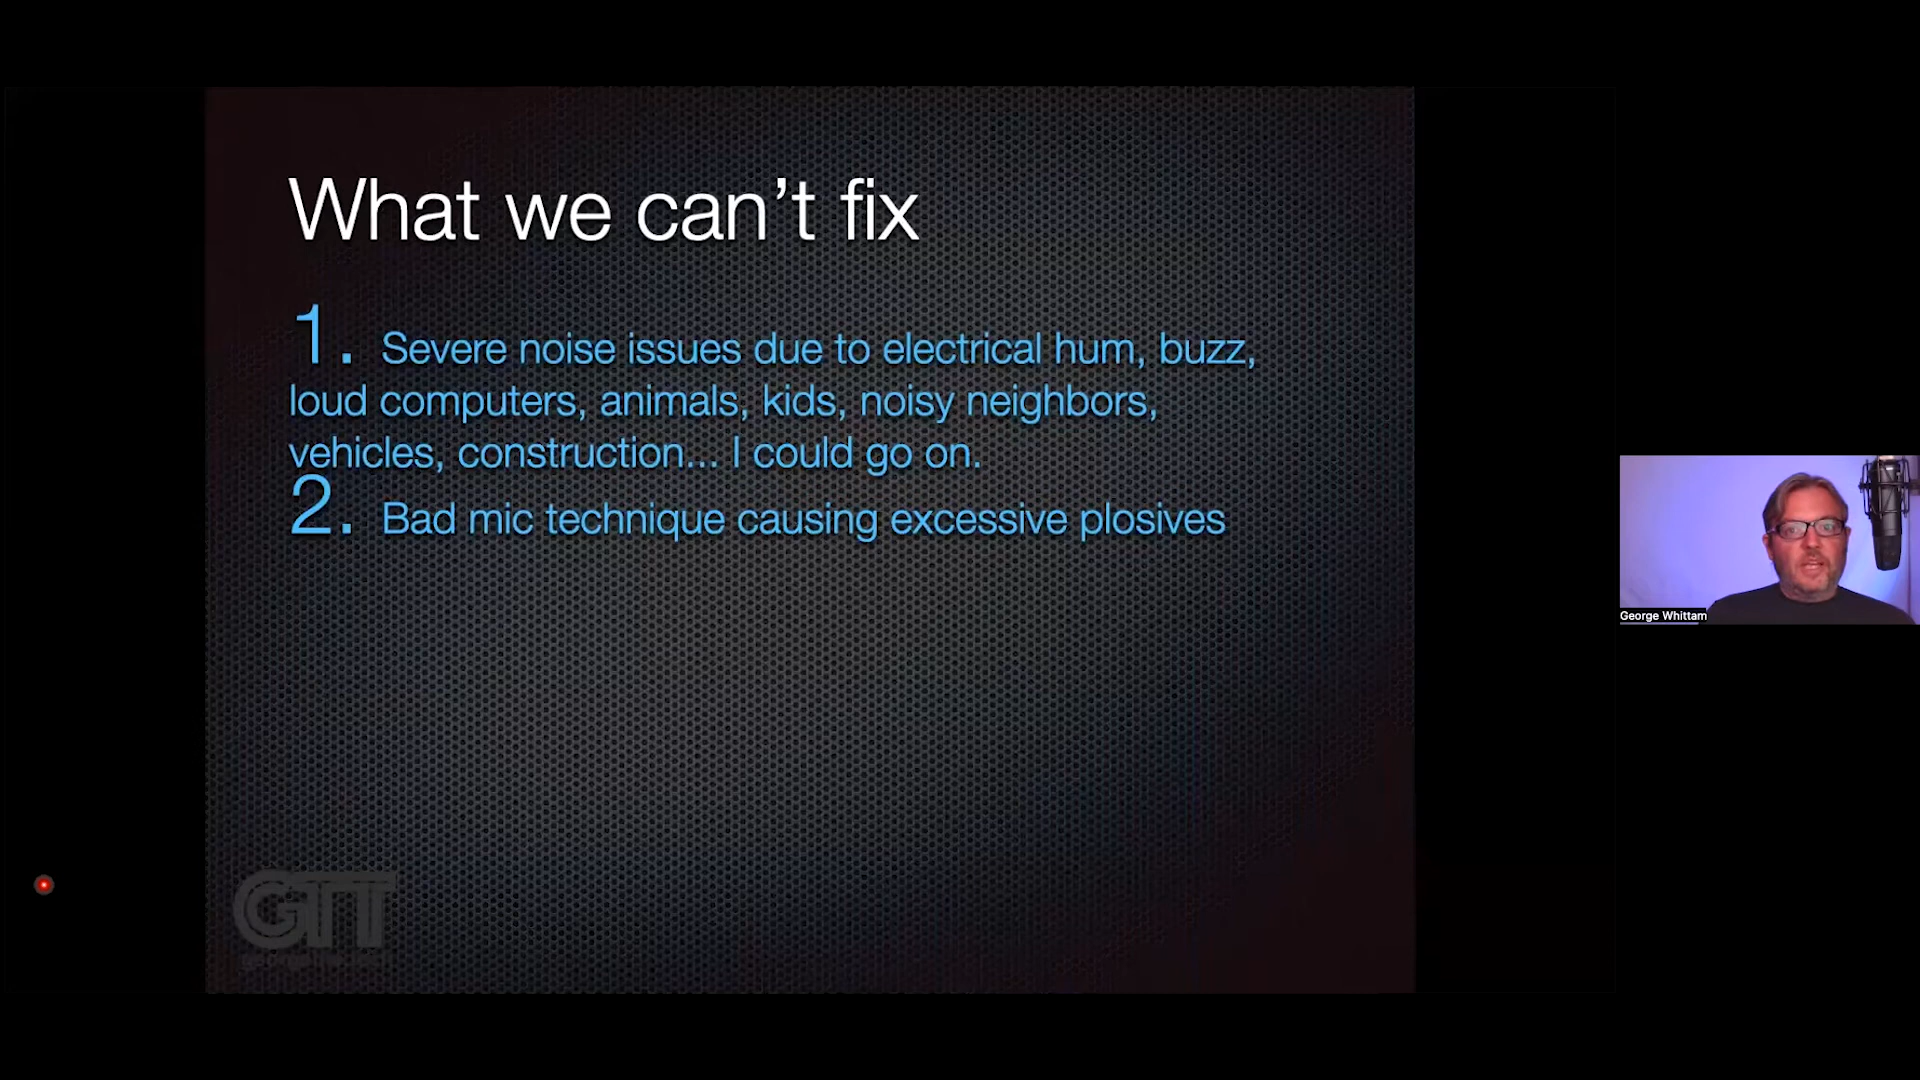 What we can’t fix
1. Severe noise issues due to electrical hum, buzz,
loud computers, animals, kids, noisy neighbors,
vehicles, construction... I could go on.
2. Bad mic technique causing excessive plosives
George Whittam
GTT